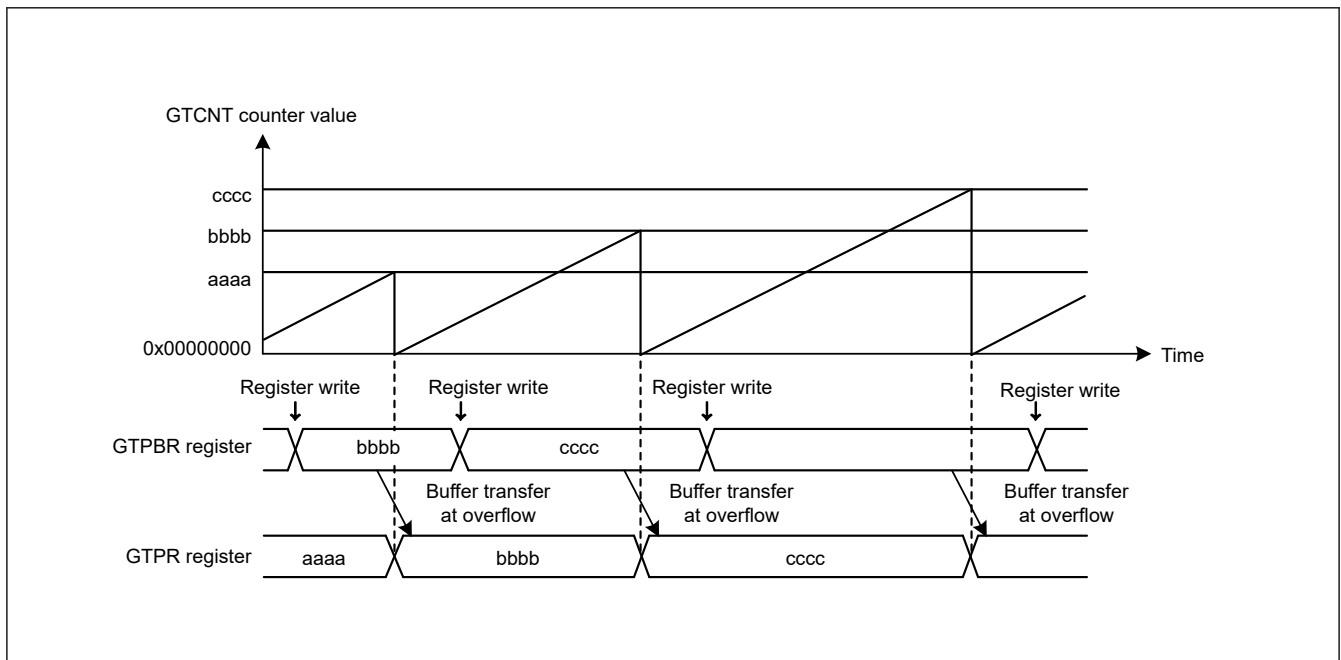 GTCNT counter value
cccc
bbbb
aaaa
0x00000000
Time
Register write Register write Register write Register write
GTPBR register bbbb cccc
Buffer transfer at overflow
Buffer transfer at overflow
Buffer transfer at overflow
GTPR register aaaa bbbb cccc